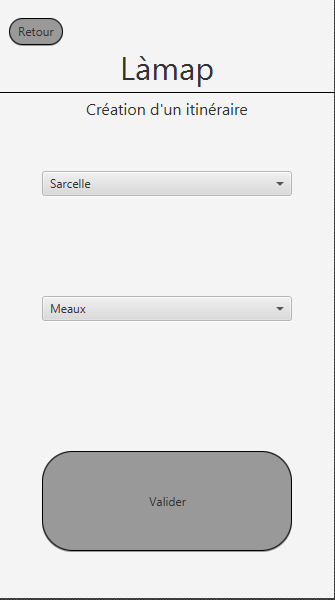 Retour
Làmap
Création d'un itinéraire
Sarcelle
Meaux
Valider